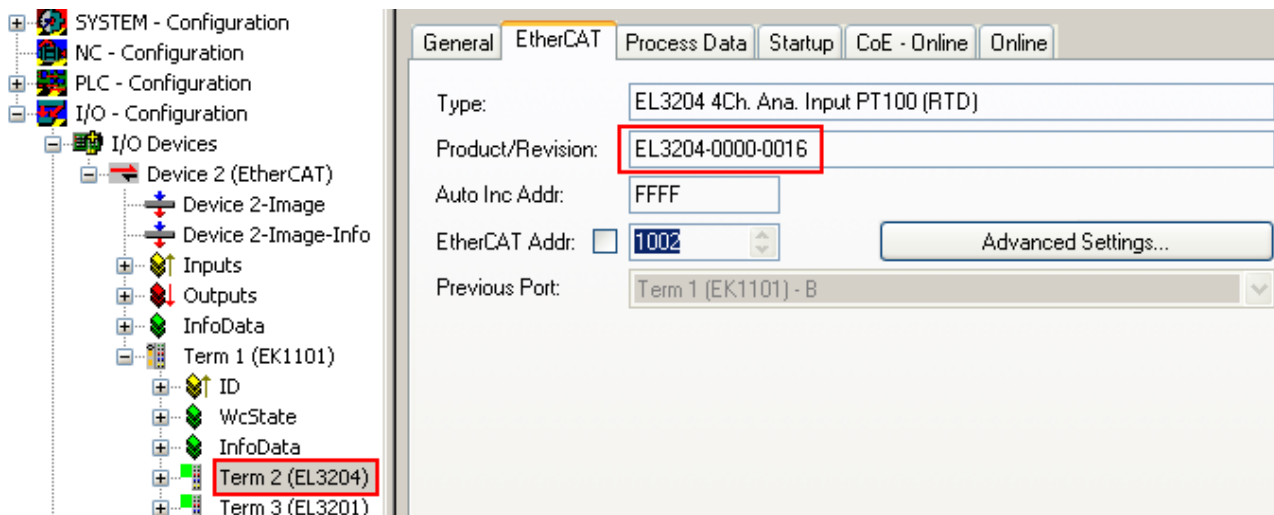 SYSTEM - Configuration
NC - Configuration
PLC - Configuration
I/O - Configuration
I/O Devices
Device 2 (EtherCAT)
Device 2-Image
Device 2-Image-Info
Inputs
Outputs
InfoData
Term 1 (EK1101)
ID
WcState
InfoData
Term 2 (EL3204)
Term 3 (EL3201)
General EtherCAT Process Data Startup CoE - Online Online
Type: EL3204 4Ch. Ana. Input PT100 (RTD)
Product/Revision: EL3204-0000-0016
Auto Inc Addr: FFFF
EtherCAT Addr: 1002 Advanced Settings...
Previous Port: Term 1 (EK1101) - B